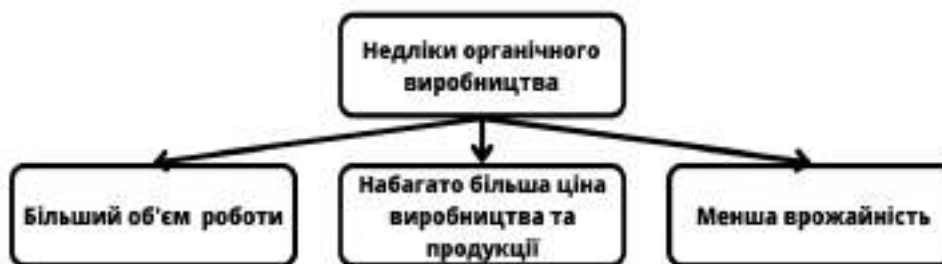 Недліки органічного
виробництва
Більший об'єм роботи
Набагато більша ціна
виробництва та
продукції
Менша врожайність